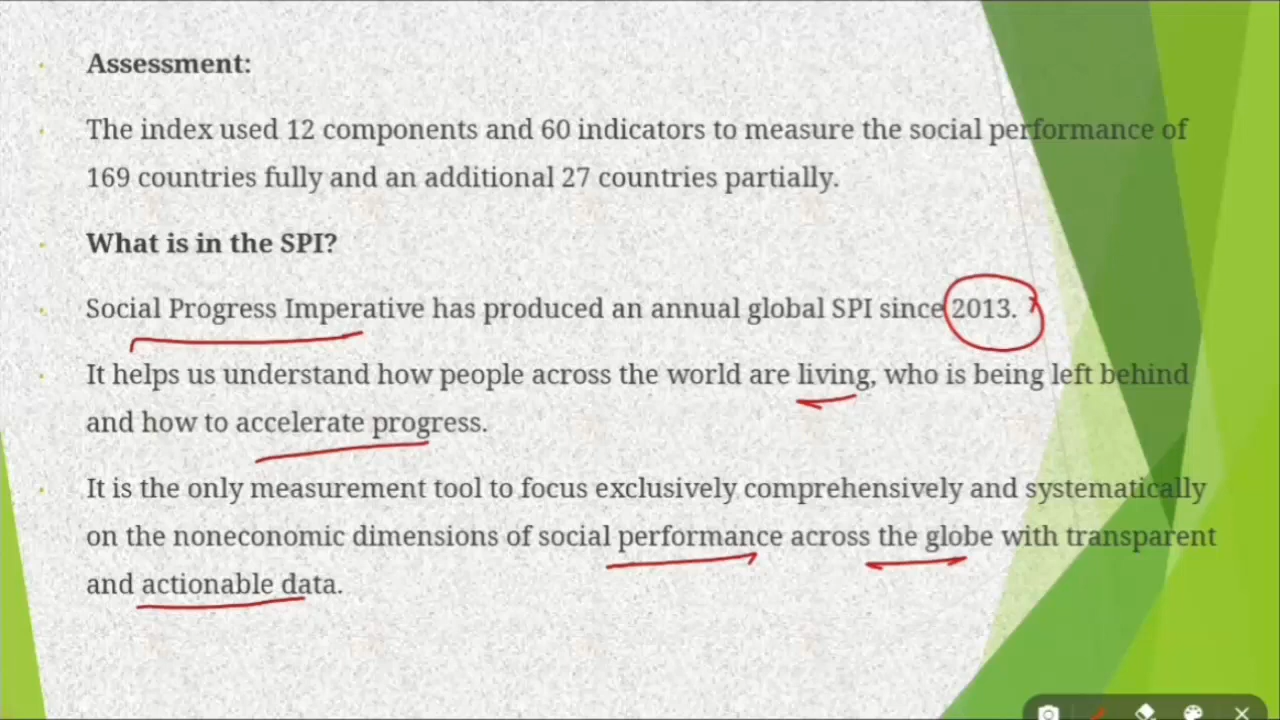 Assessment:
The index used 12 components and 60 indicators to measure the social performance of
169 countries fully and an additional 27 countries partially.
What is in the SPI?
Social Progress Imperative has produced an annual global SPI since 2013.
It helps us understand how people across the world are living, who is being left behind
and how to accelerate progress.
It is the only measurement tool to focus exclusively comprehensively and systematically
on the noneconomic dimensions of social performance across the globe with transparent
and actionable data.